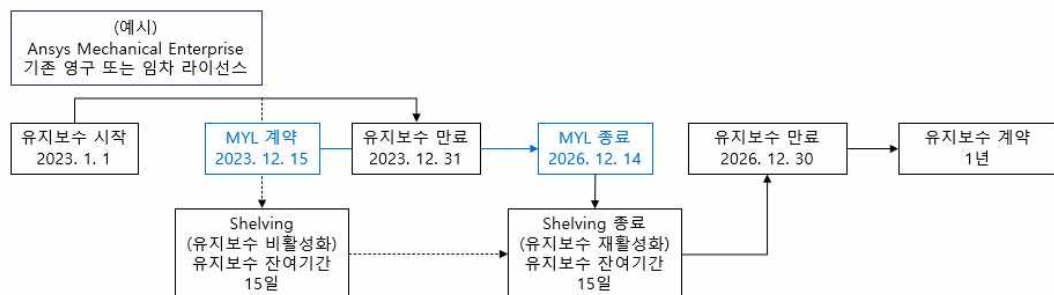 (예시)
Ansys Mechanical Enterprise
기존 영구 또는 임차 라이선스
유지보수 시작
2023. 1. 1
MYL 계약
2023. 12. 15
유지보수 만료
2023. 12. 31
MYL 종료
2026. 12. 14
유지보수 만료
2026. 12. 30
유지보수 계약
1년
Shelving
(유지보수 비활성화)
유지보수 잔여기간
15일
Shelving 종료
(유지보수 재활성화)
유지보수 잔여기간
15일